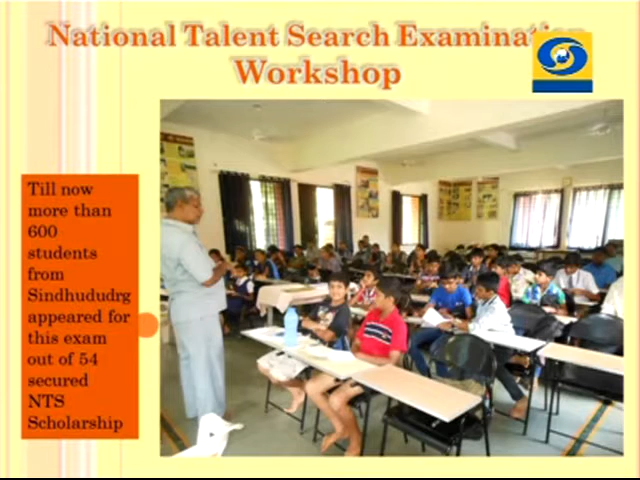 National Talent Search Examination
Workshop
Till now
more than
600
students
from
Sindhududrg
appeared for
this exam
out of 54
secured
NTS
Scholarship